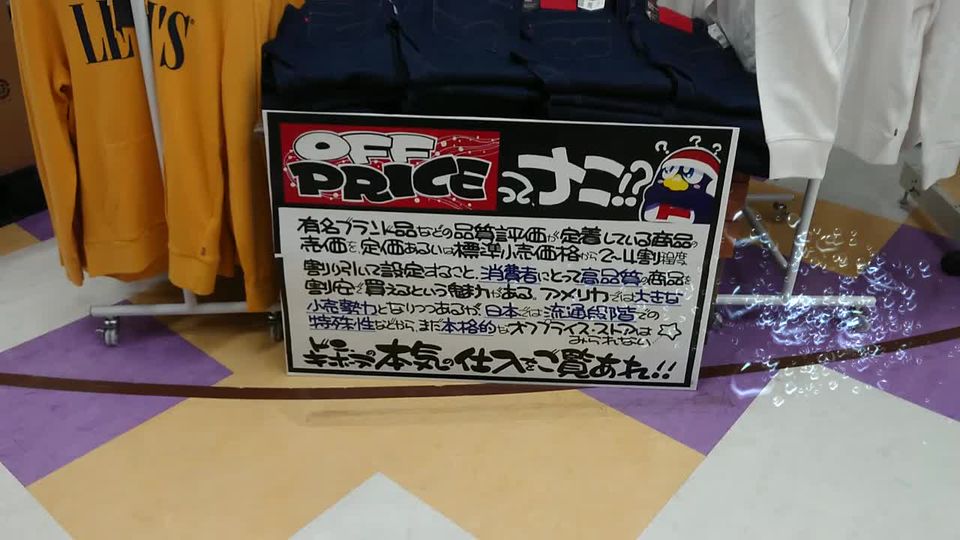 LEVI'S
OFF PRICE って、ナニ!!?
有名ブランド品などの品質評価が定着している商品の
売価を定価あるいは標準小売価格から2~4割程度
割り引いて設定すること。消費者にとって高品質の商品を
割安で買えるという魅力がある。アメリカでは大きな
小売勢力となりつつあるが、日本では流通段階での
特殊性などから、まだ本格的なオフプライス・ストアは
みられない
ドン・キホーテの本気の仕入をご覧あれ!!